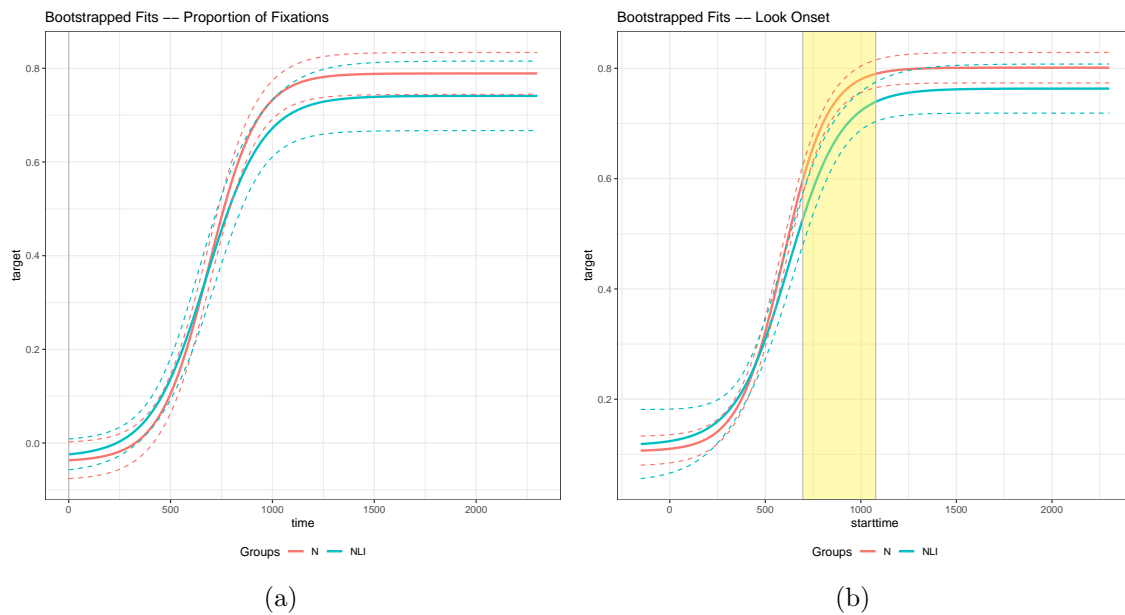 Bootstrapped Fits −− Proportion of Fixations
0.8
0.6
0.4
0.2
0.0
target
0 500 1000 1500 2000
time
Groups N NLI
(a)
Bootstrapped Fits −− Look Onset
0.8
0.6
0.4
0.2
target
0 500 1000 1500 2000
starttime
Groups N NLI
(b)